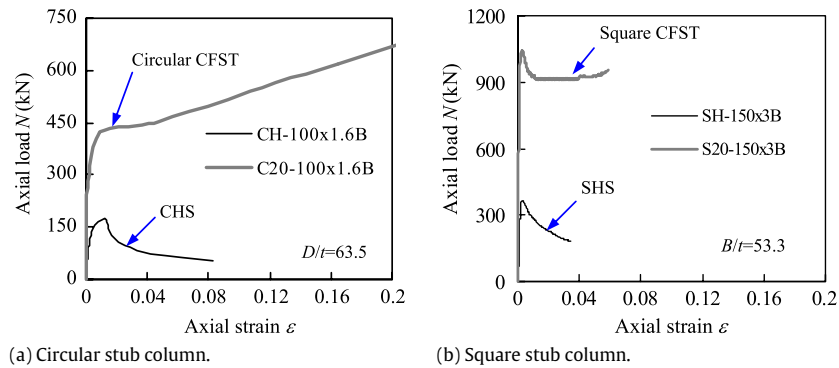 750
600
450
300
150
0
Axial load N (kN)
Circular CFST
CH-100x1.6B
C20-100x1.6B
CHS
D/t=63.5
0 0.04 0.08 0.12 0.16 0.2
Axial strain ε
(a) Circular stub column.
1200
900
600
300
0
Axial load N (kN)
Square CFST
SH-150x3B
S20-150x3B
SHS
B/t=53.3
0 0.04 0.08 0.12 0.16 0.2
Axial strain ε
(b) Square stub column.